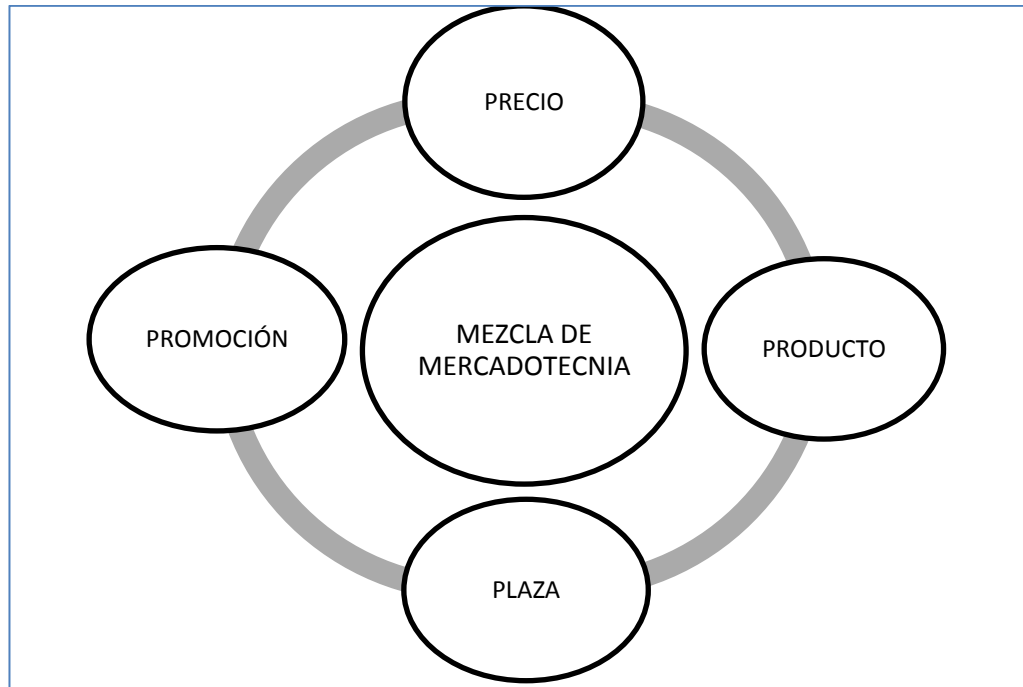 PRECIO
PROMOCIÓN
MEZCLA DE
MERCADOTECNIA
PRODUCTO
PLAZA